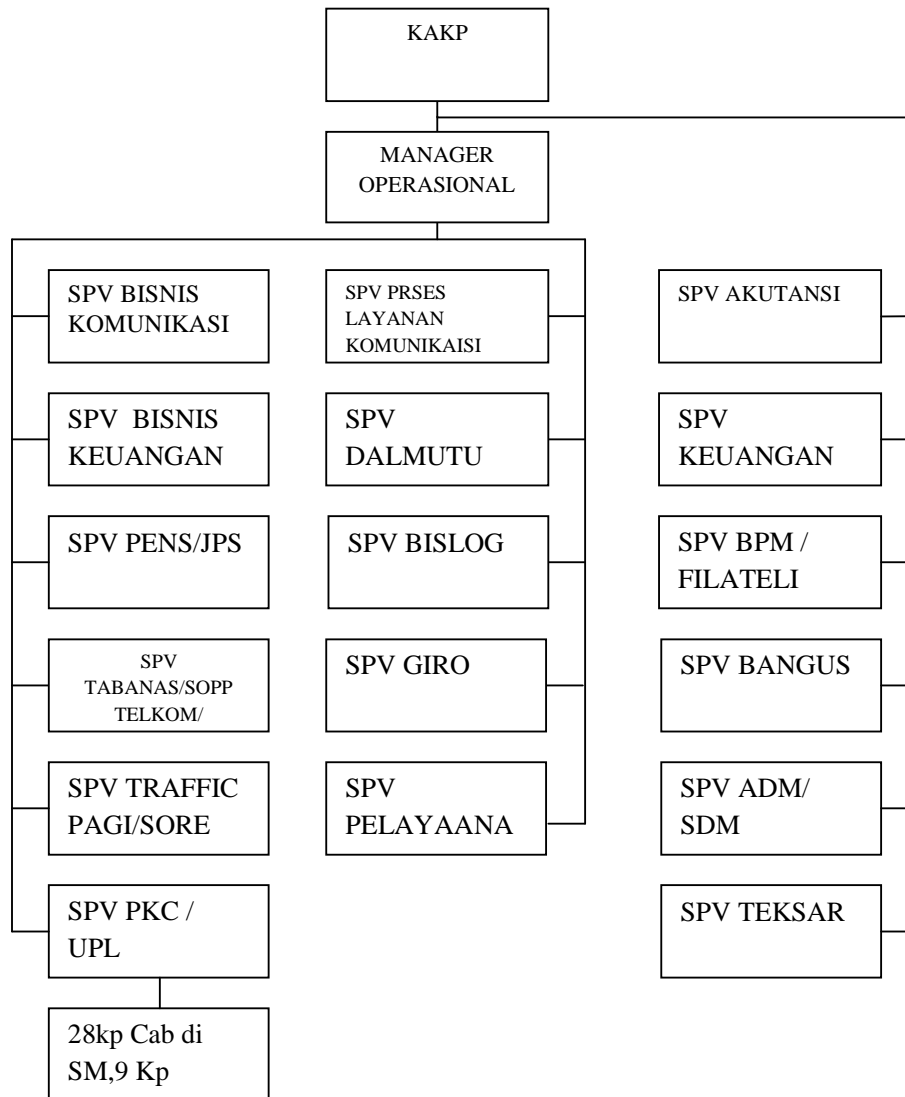 KAKP
MANAGER
OPERASIONAL
SPV BISNIS
KOMUNIKASI
SPV PRSES
LAYANAN
KOMUNIKAISI
SPV AKUTANSI
SPV BISNIS
KEUANGAN
SPV
DALMUTU
SPV
KEUANGAN
SPV PENS/JPS
SPV BISLOG
SPV BPM /
FILATELI
SPV
TABANAS/SOPP
TELKOM/
SPV GIRO
SPV BANGUS
SPV TRAFFIC
PAGI/SORE
SPV
PELAYAANA
SPV ADM/
SDM
SPV PKC /
UPL
SPV TEKSAR
28kp Cab di
SM,9 Kp